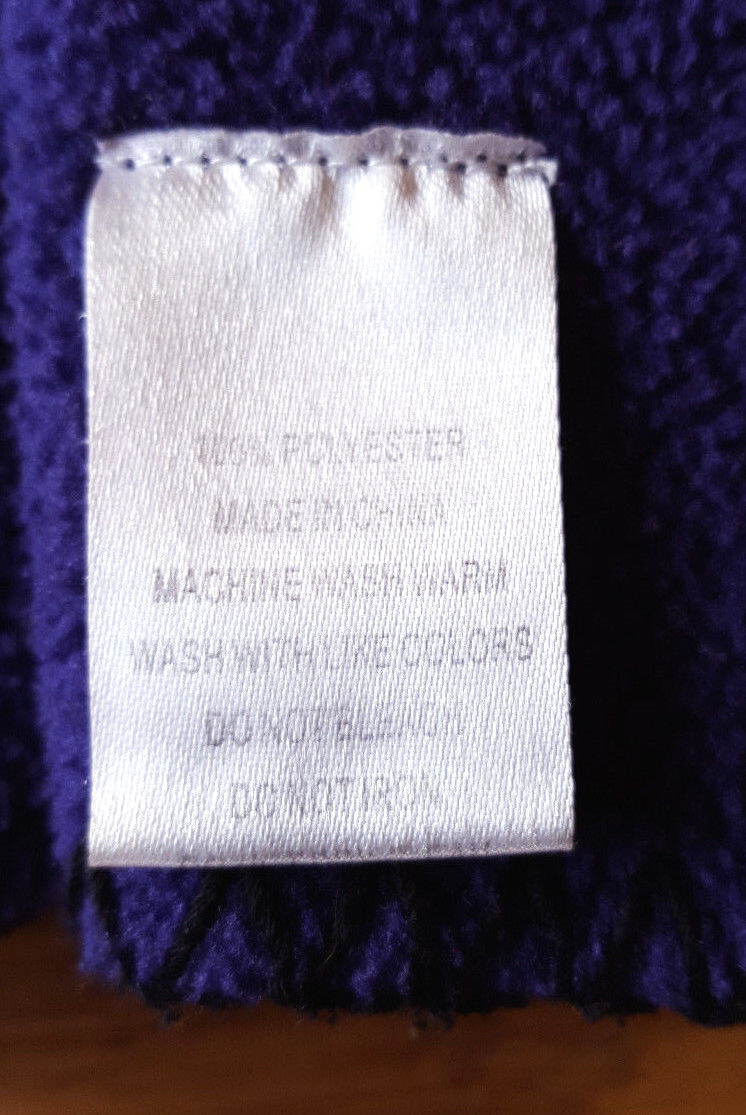 100% POLYESTER
MADE IN CHINA
MACHINE WASH WARM
WASH WITH LIKE COLORS
DO NOT BLEACH
DO NOT IRON